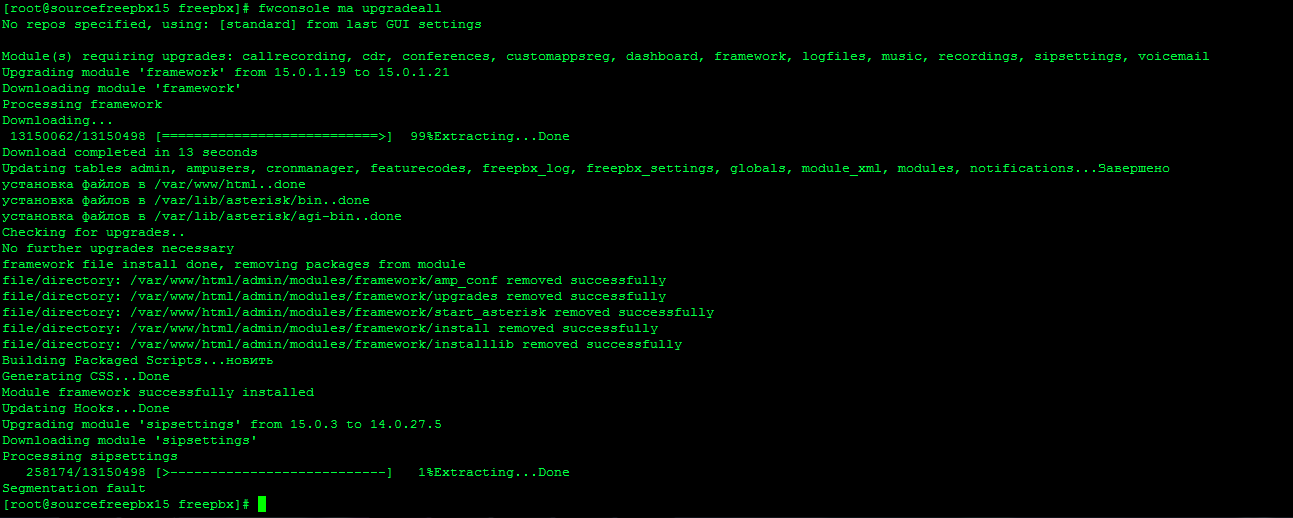 [root@sourcefreepbx15 freepbx]# fwconsole ma upgradeall
No repos specified, using: [standard] from last GUI settings
Module(s) requiring upgrades: callrecording, cdr, conferences, customappsreg, dashboard, framework, logfiles, music, recordings, sipsettings, voicemail
Upgrading module 'framework' from 15.0.1.19 to 15.0.1.21
Downloading module 'framework'
Processing framework
Downloading...
 13150062/13150498 [===========================>]  99%Extracting...Done
Download completed in 13 seconds
Updating tables admin, ampusers, cronmanager, featurecodes, freepbx_log, freepbx_settings, globals, module_xml, modules, notifications...Завершено
установка файлов в /var/www/html..done
установка файлов в /var/lib/asterisk/bin..done
установка файлов в /var/lib/asterisk/agi-bin..done
Checking for upgrades..
No further upgrades necessary
framework file install done, removing packages from module
file/directory: /var/www/html/admin/modules/framework/amp_conf removed successfully
file/directory: /var/www/html/admin/modules/framework/upgrades removed successfully
file/directory: /var/www/html/admin/modules/framework/start_asterisk removed successfully
file/directory: /var/www/html/admin/modules/framework/install removed successfully
file/directory: /var/www/html/admin/modules/framework/installlib removed successfully
Building Packaged Scripts...новить
Generating CSS...Done
Module framework successfully installed
Updating Hooks...Done
Upgrading module 'sipsettings' from 15.0.3 to 14.0.27.5
Downloading module 'sipsettings'
Processing sipsettings
   258174/13150498 [>---------------------------]   1%Extracting...Done
Segmentation fault
[root@sourcefreepbx15 freepbx]#